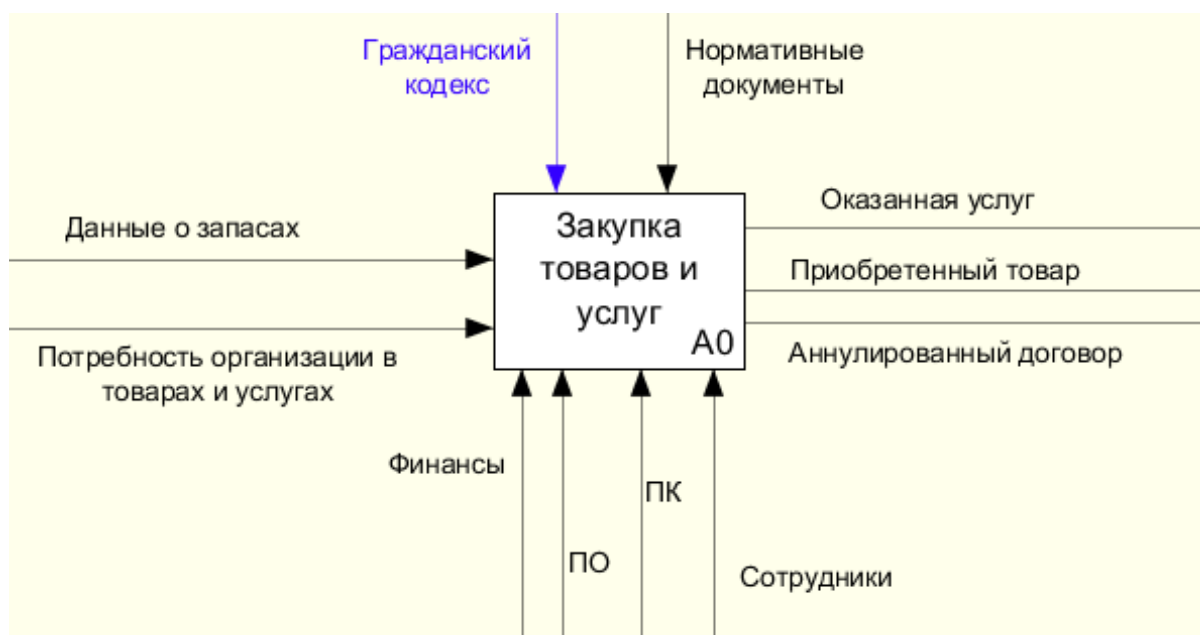 Гражданский
кодекс
Нормативные
документы
Данные о запасах
Потребность организации в
товарах и услугах
Закупка
товаров и
услуг
A0
Оказанная услуг
Приобретенный товар
Аннулированный договор
Финансы
ПО
ПК
Сотрудники